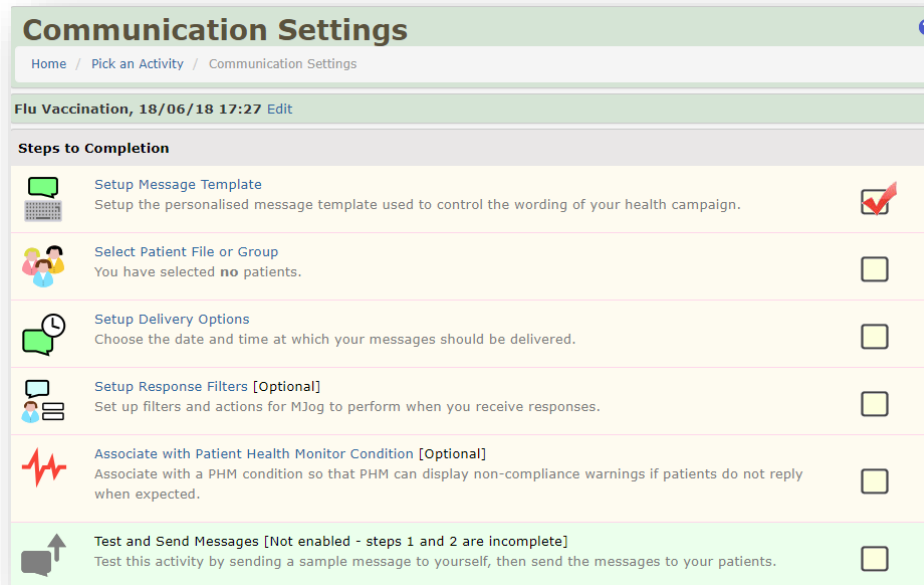 Communication Settings
Home / Pick an Activity / Communication Settings
Flu Vaccination, 18/06/18 17:27 Edit
Steps to Completion
Setup Message Template
Setup the personalised message template used to control the wording of your health campaign.
Select Patient File or Group
You have selected no patients.
Setup Delivery Options
Choose the date and time at which your messages should be delivered.
Setup Response Filters [Optional]
Set up filters and actions for MJog to perform when you receive responses.
Associate with Patient Health Monitor Condition [Optional]
Associate with a PHM condition so that PHM can display non-compliance warnings if patients do not reply
when expected.
Test and Send Messages [Not enabled - steps 1 and 2 are incomplete]
Test this activity by sending a sample message to yourself, then send the messages to your patients.